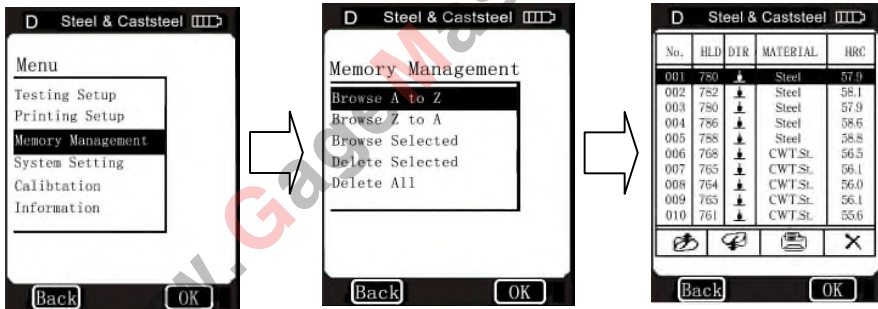 D Steel & Caststeel
Menu
Testing Setup
Printing Setup
Memory Management
System Setting
Calibtation
Information
Back OK
D Steel & Caststeel
Memory Management
Browse A to Z
Browse Z to A
Browse Selected
Delete Selected
Delete All
Back OK
D Steel & Caststeel
No. HLD DIR MATERIAL HRC
001 780 Steel 57.9
002 782 Steel 58.1
003 780 Steel 57.9
004 786 Steel 58.6
005 788 Steel 58.8
006 768 CWT.St. 56.5
007 765 CWT.St. 56.1
008 764 CWT.St. 56.0
009 765 CWT.St. 56.1
010 761 CWT.St. 55.6
Back OK